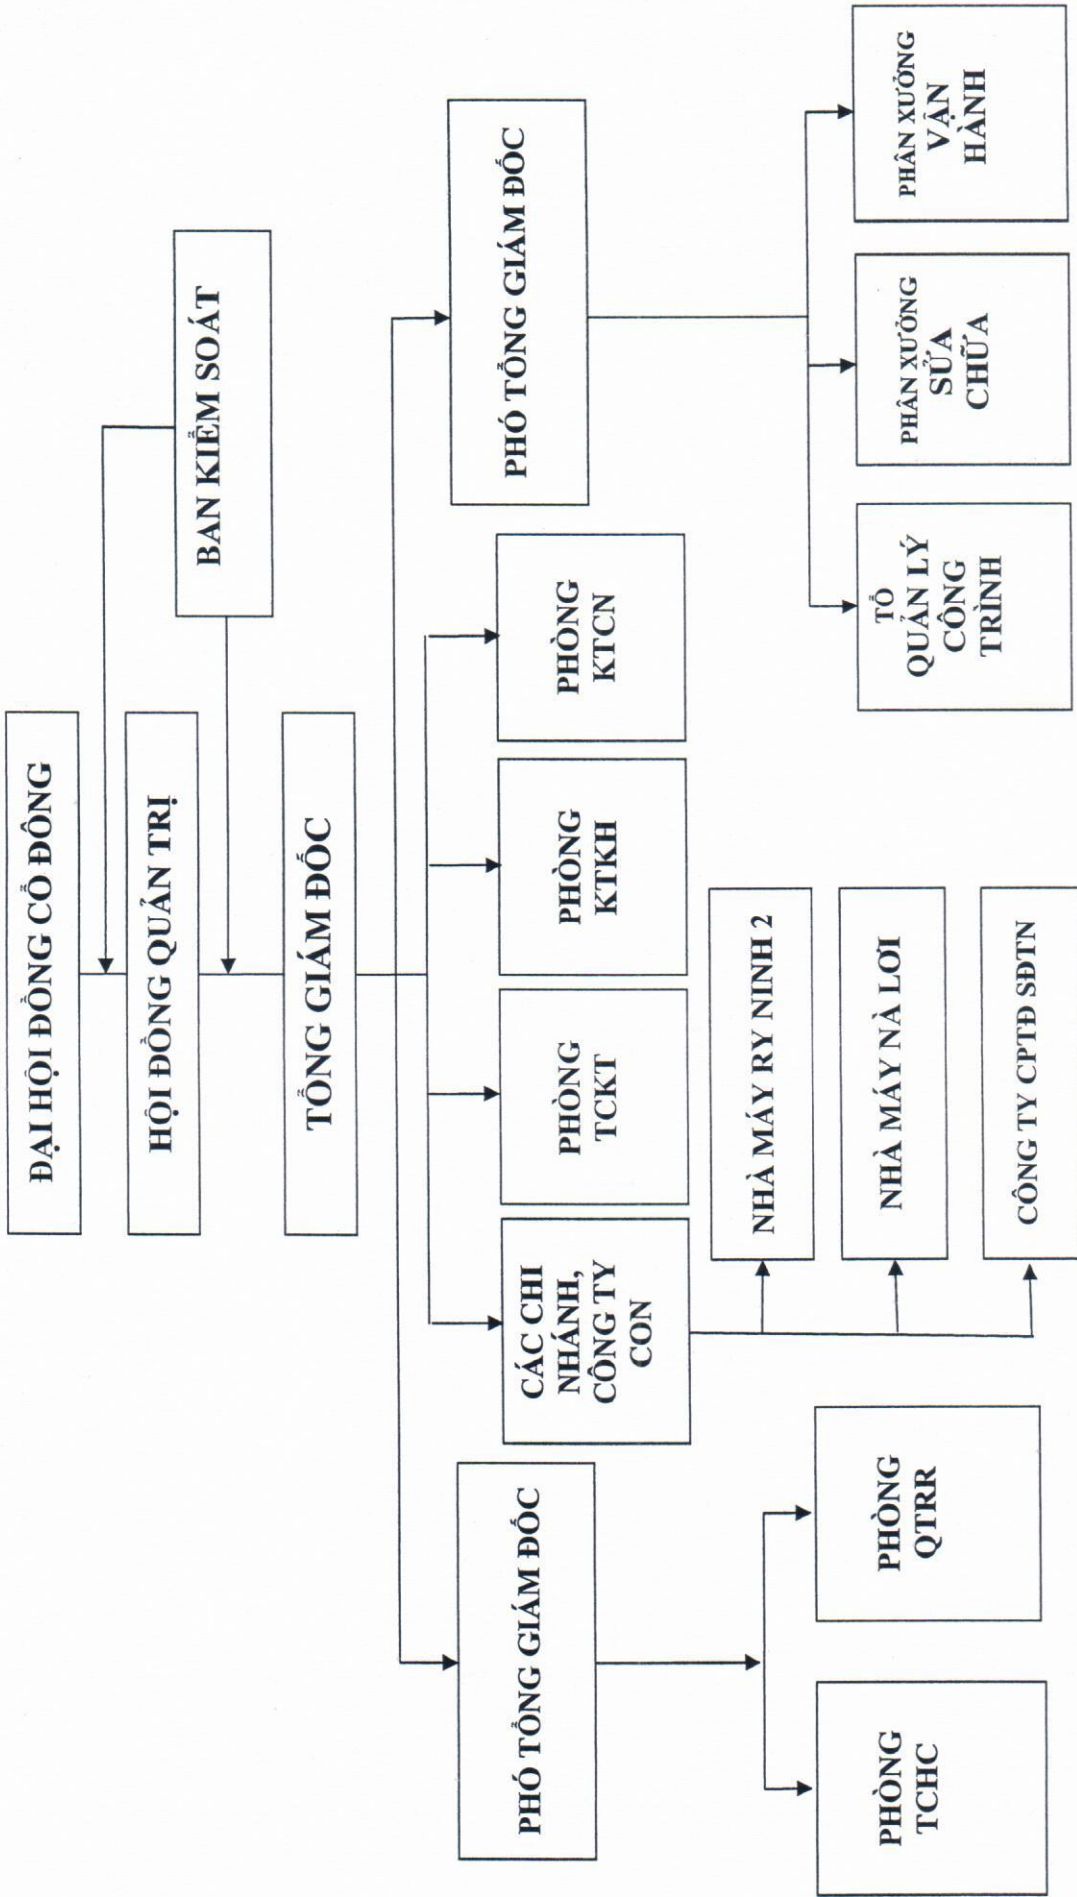 ĐẠI HỘI ĐỒNG CỔ ĐÔNG
BAN KIỂM SOÁT
HỘI ĐỒNG QUẢN TRỊ
TỔNG GIÁM ĐỐC
PHÓ TỔNG GIÁM ĐỐC
CÁC CHI
NHÁNH,
CÔNG TY
CON
PHÒNG
TCKT
PHÒNG
KTKH
PHÒNG
KTCN
PHÓ TỔNG GIÁM ĐỐC
NHÀ MÁY RY NINH 2
NHÀ MÁY NÀ LƠI
CÔNG TY CPTĐ SĐTN
PHÒNG
TCHC
PHÒNG
QTRR
TỔ
QUẢN LÝ
CÔNG
TRÌNH
PHÂN XƯỞNG
SỬA
CHỮA
PHÂN XƯỞNG
VẬN
HÀNH